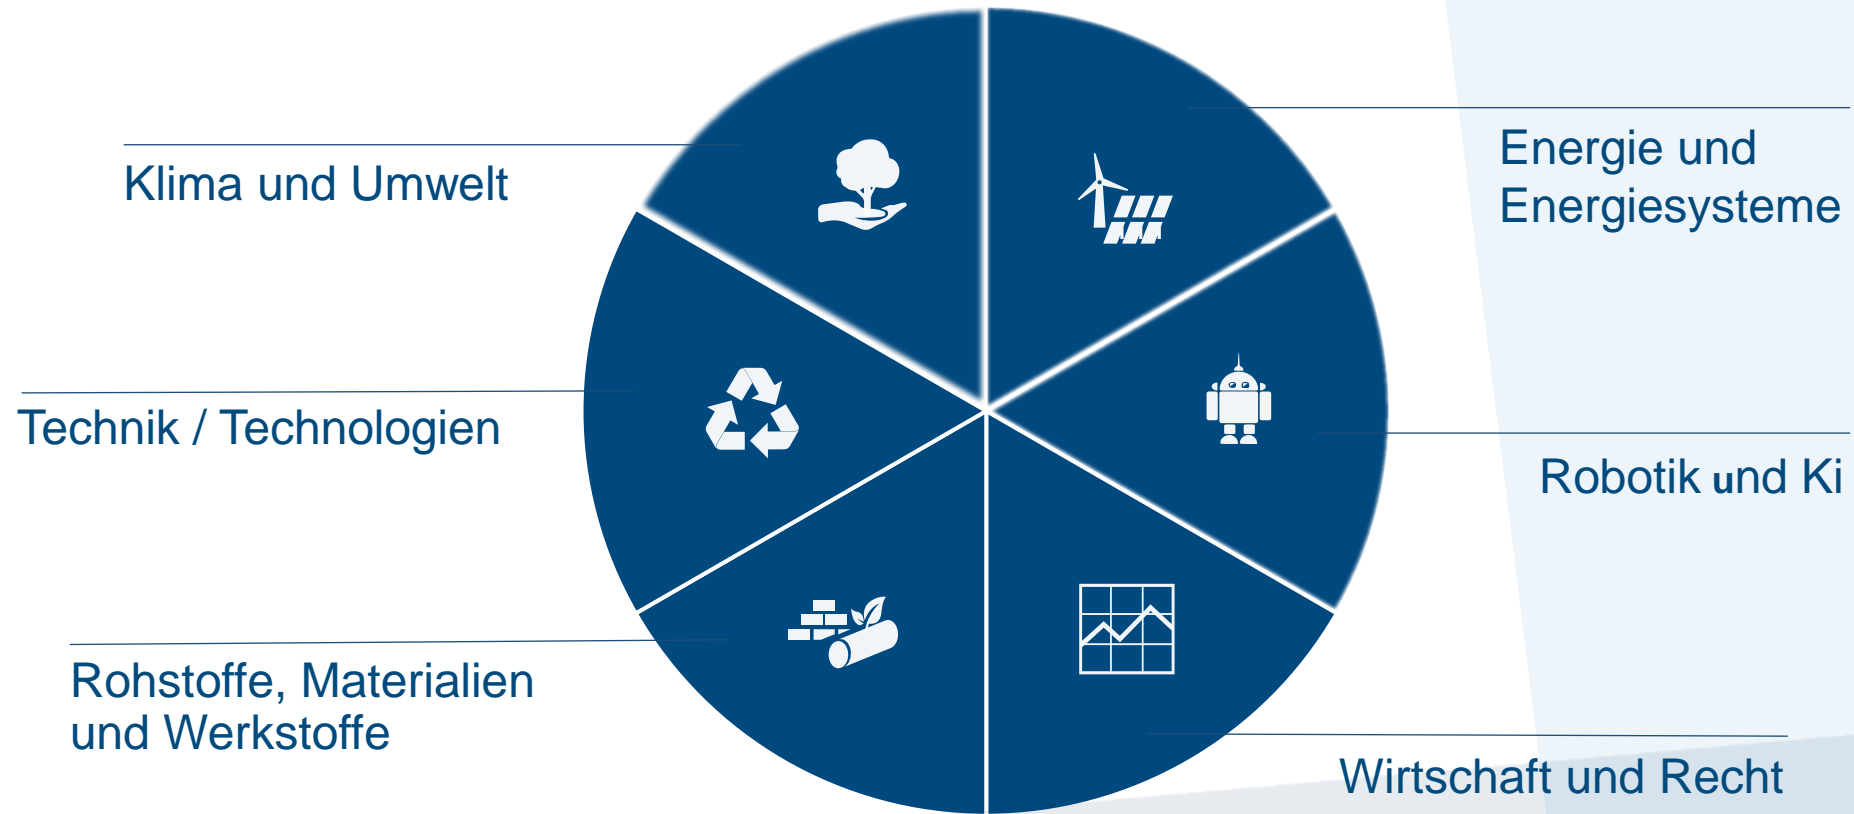 Klima und Umwelt
Energie und
Energiesysteme
Technik / Technologien
Robotik und Ki
Rohstoffe, Materialien
und Werkstoffe
Wirtschaft und Recht